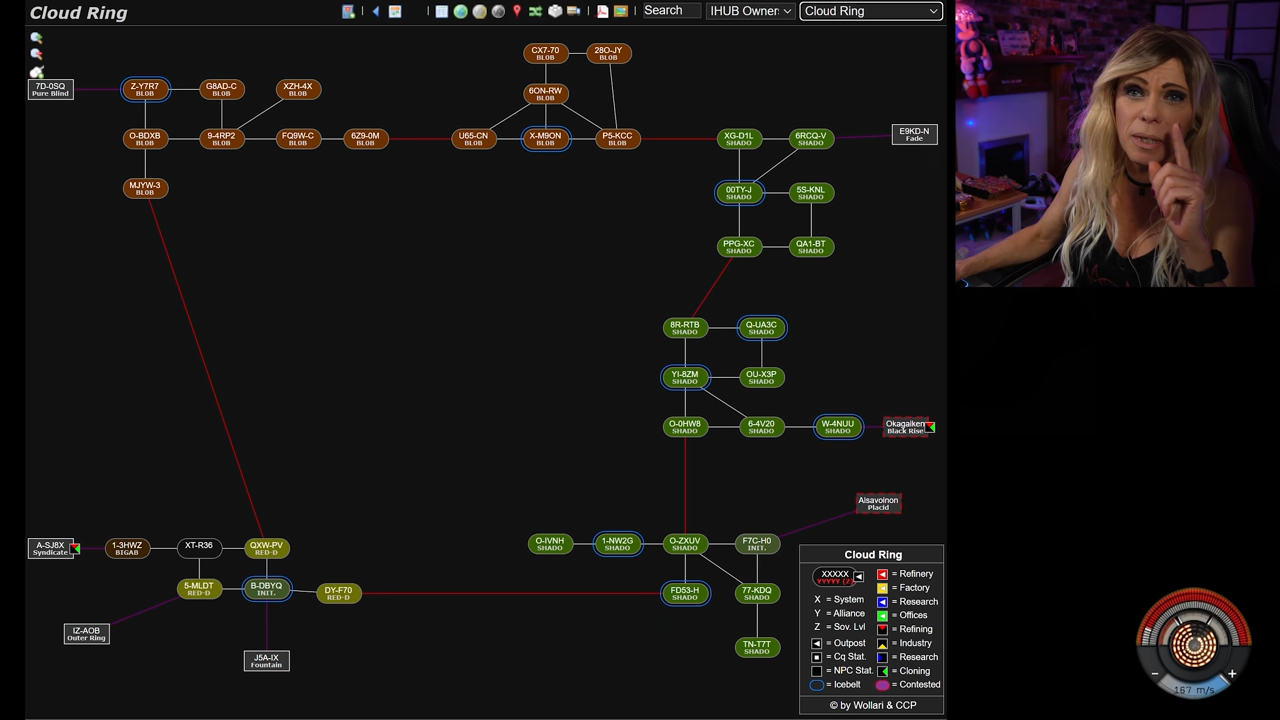 Cloud Ring
Search
IHUB Owner
Cloud Ring
CX7-70
BLOB
28O-JY
BLOB
7D-0SQ
Pure Blind
Z-Y7R7
BLOB
G8AD-C
BLOB
XZH-4X
BLOB
6ON-RW
BLOB
O-BDXB
BLOB
9-4RP2
BLOB
FQ9W-C
BLOB
6Z9-0M
BLOB
U65-CN
BLOB
X-M9ON
BLOB
P5-KCC
BLOB
XG-D1L
SHADO
6RCQ-V
SHADO
E9KD-N
Fade
MJYW-3
BLOB
00TY-J
SHADO
5S-KNL
SHADO
PPG-XC
SHADO
QA1-BT
SHADO
8R-RTB
SHADO
Q-UA3C
SHADO
YI-8ZM
SHADO
OU-X3P
SHADO
O-0HW8
SHADO
6-4V20
SHADO
W-4NUU
SHADO
Okagaiken
Black Rise
Alsavoinon
Placid
A-SJ8X
Syndicate
1-3HWZ
BIGAB
XT-R36
QXW-PV
RED-D
O-IVNH
SHADO
1-NW2G
SHADO
O-ZXUV
SHADO
F7C-H0
INIT.
5-MLDT
RED-D
B-DBYQ
INIT.
DY-F70
RED-D
FD53-H
SHADO
77-KDQ
SHADO
IZ-AOB
Outer Ring
J5A-IX
Fountain
TN-T7T
SHADO
Cloud Ring
XXXXX
YYYYY (Z)
X = System
Y = Alliance
Z = Sov. Lvl
= Outpost
= Cq Stat.
= NPC Stat.
= Icebelt
= Refinery
= Factory
= Research
= Offices
= Refining
= Industry
= Research
= Cloning
= Contested
© by Wollari & CCP
167 m/s